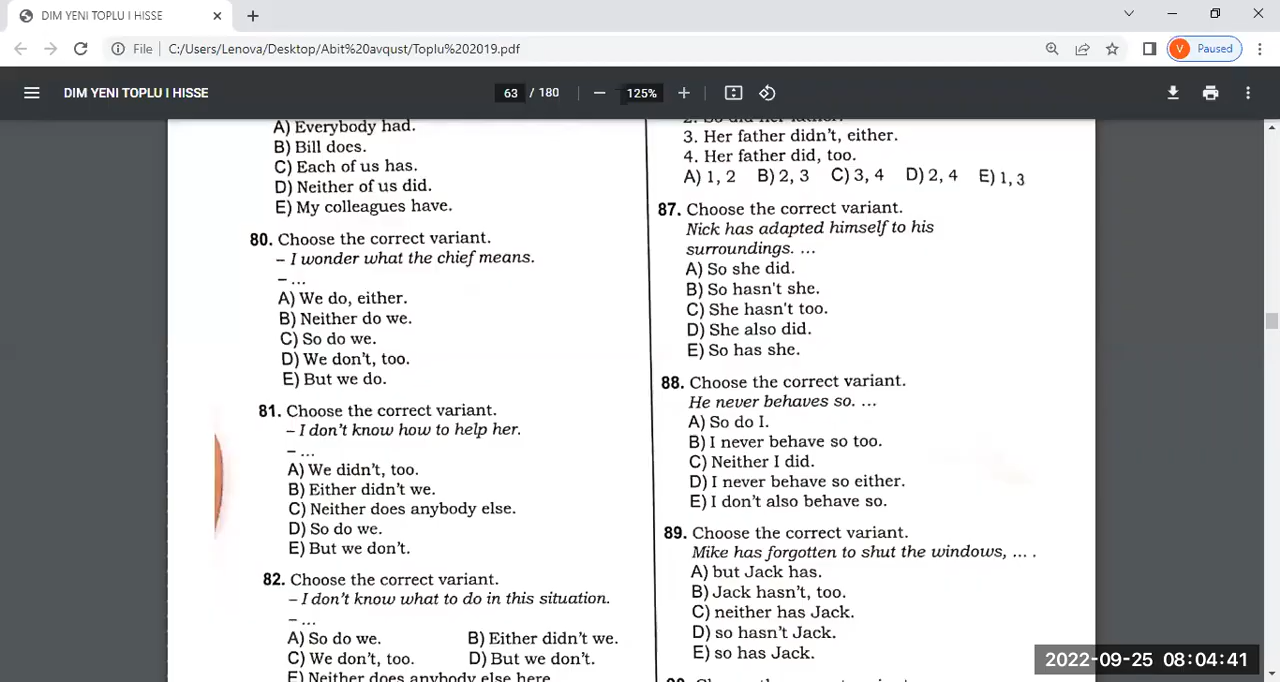 DIM YENI TOPLU I HISSE
File
C:/Users/Lenova/Desktop/Abit%20avqust/Toplu%202019.pdf
V Paused
DIM YENI TOPLU I HISSE
63 / 180
125%
A) Everybody had.
B) Bill does.
C) Each of us has.
D) Neither of us did.
E) My colleagues have.
80. Choose the correct variant.
– I wonder what the chief means.
– ...
A) We do, either.
B) Neither do we.
C) So do we.
D) We don't, too.
E) But we do.
81. Choose the correct variant.
– I don't know how to help her.
– ...
A) We didn't, too.
B) Either didn't we.
C) Neither does anybody else.
D) So do we.
E) But we don't.
82. Choose the correct variant.
– I don't know what to do in this situation.
– ...
A) So do we. B) Either didn't we.
C) We don't, too. D) But we don't.
E) Neither does anybody else here
2. So did her father.
3. Her father didn't, either.
4. Her father did, too.
A) 1, 2 B) 2, 3 C) 3, 4 D) 2, 4 E) 1, 3
87. Choose the correct variant.
Nick has adapted himself to his
surroundings. ...
A) So she did.
B) So hasn't she.
C) She hasn't too.
D) She also did.
E) So has she.
88. Choose the correct variant.
He never behaves so. ...
A) So do I.
B) I never behave so too.
C) Neither I did.
D) I never behave so either.
E) I don't also behave so.
89. Choose the correct variant.
Mike has forgotten to shut the windows, ... .
A) but Jack has.
B) Jack hasn't, too.
C) neither has Jack.
D) so hasn't Jack.
E) so has Jack.
2022-09-25 08:04:41